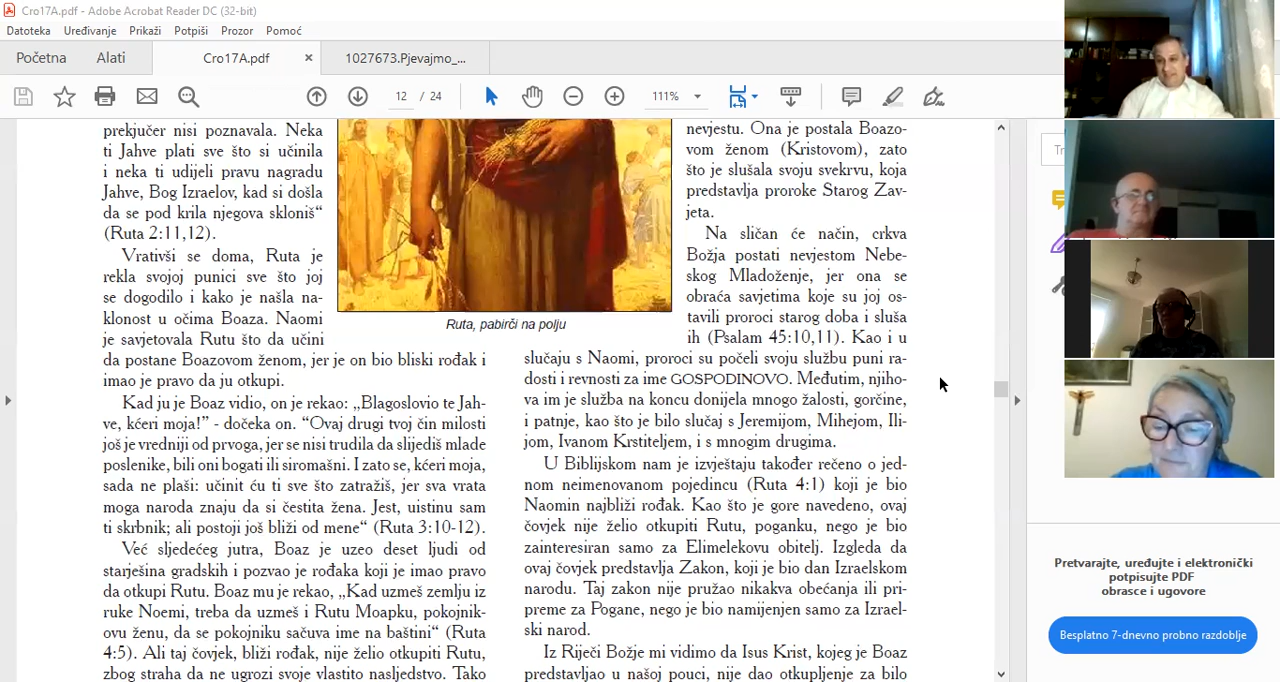 Cro17A.pdf - Adobe Acrobat Reader DC (32-bit)
Datoteka Uređivanje Prikaži Potpiši Prozor Pomoć
Početna Alati Cro17A.pdf × 1027673.Pjevajmo_...
12 / 24 111%
prekjučer nisi poznavala. Neka
ti Jahve plati sve što si učinila
i neka ti udijeli pravu nagradu
Jahve, Bog Izraelov, kad si došla
da se pod krila njegova skloniš“
(Ruta 2:11,12).
Vrativši se doma, Ruta je
rekla svojoj punici sve što joj
se dogodilo i kako je našla na-
klonost u očima Boaza. Naomi
je savjetovala Rutu što da učini
da postane Boazovom ženom, jer je on bio bliski rođak i
imao je pravo da ju otkupi.
Kad ju je Boaz vidio, on je rekao: „Blagoslovio te Jah-
ve, kćeri moja!” - dočeka on. “Ovaj drugi tvoj čin milosti
još je vredniji od prvoga, jer se nisi trudila da slijediš mlade
poslenike, bili oni bogati ili siromašni. I zato se, kćeri moja,
sada ne plaši: učinit ću ti sve što zatražiš, jer sva vrata
moga naroda znaju da si čestita žena. Jest, uistinu sam
ti skrbnik; ali postoji još bliži od mene“ (Ruta 3:10-12).
Već sljedećeg jutra, Boaz je uzeo deset ljudi od
starješina gradskih i pozvao je rođaka koji je imao pravo
da otkupi Rutu. Boaz mu je rekao, „Kad uzmeš zemlju iz
ruke Noemi, treba da uzmeš i Rutu Moapku, pokojnik-
ovu ženu, da se pokojniku sačuva ime na baštini“ (Ruta
4:5). Ali taj čovjek, bliži rođak, nije želio otkupiti Rutu,
zbog straha da ne ugrozi svoje vlastito nasljedstvo. Tako
Ruta, pabirči na polju
nevjestu. Ona je postala Boazo-
vom ženom (Kristovom), zato
što je slušala svoju svekrvu, koja
predstavlja proroke Starog Zav-
jeta.
Na sličan će način, crkva
Božja postati nevjestom Nebe-
skog Mladoženje, jer ona se
obraća savjetima koje su joj os-
tavili proroci starog doba i sluša
ih (Psalam 45:10,11). Kao i u
slučaju s Naomi, proroci su počeli svoju službu puni ra-
dosti i revnosti za ime GOSPODINOVO. Međutim, njiho-
va im je služba na koncu donijela mnogo žalosti, gorčine,
i patnje, kao što je bilo slučaj s Jeremijom, Mihejom, Ili-
jom, Ivanom Krstiteljem, i s mnogim drugima.
U Biblijskom nam je izvještaju također rečeno o jed-
nom neimenovanom pojedincu (Ruta 4:1) koji je bio
Naomin najbliži rođak. Kao što je gore navedeno, ovaj
čovjek nije želio otkupiti Rutu, poganku, nego je bio
zainteresiran samo za Elimelekovu obitelj. Izgleda da
ovaj čovjek predstavlja Zakon, koji je bio dan Izraelskom
narodu. Taj zakon nije pružao nikakva obećanja ili pri-
preme za Pogane, nego je bio namijenjen samo za Izrael-
ski narod.
Iz Riječi Božje mi vidimo da Isus Krist, kojeg je Boaz
predstavljao u našoj pouci, nije dao otkupljenje za bilo
Pretvarajte, uređujte i elektronički
potpisujte PDF
obrasce i ugovore
Besplatno 7-dnevno probno razdoblje